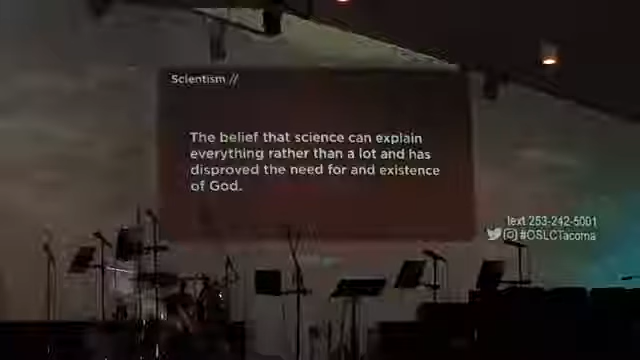 Scientism //
The belief that science can explain
everything rather than a lot and has
disproved the need for and existence
of God.
Text 253-242-5001
#OSLCTacoma